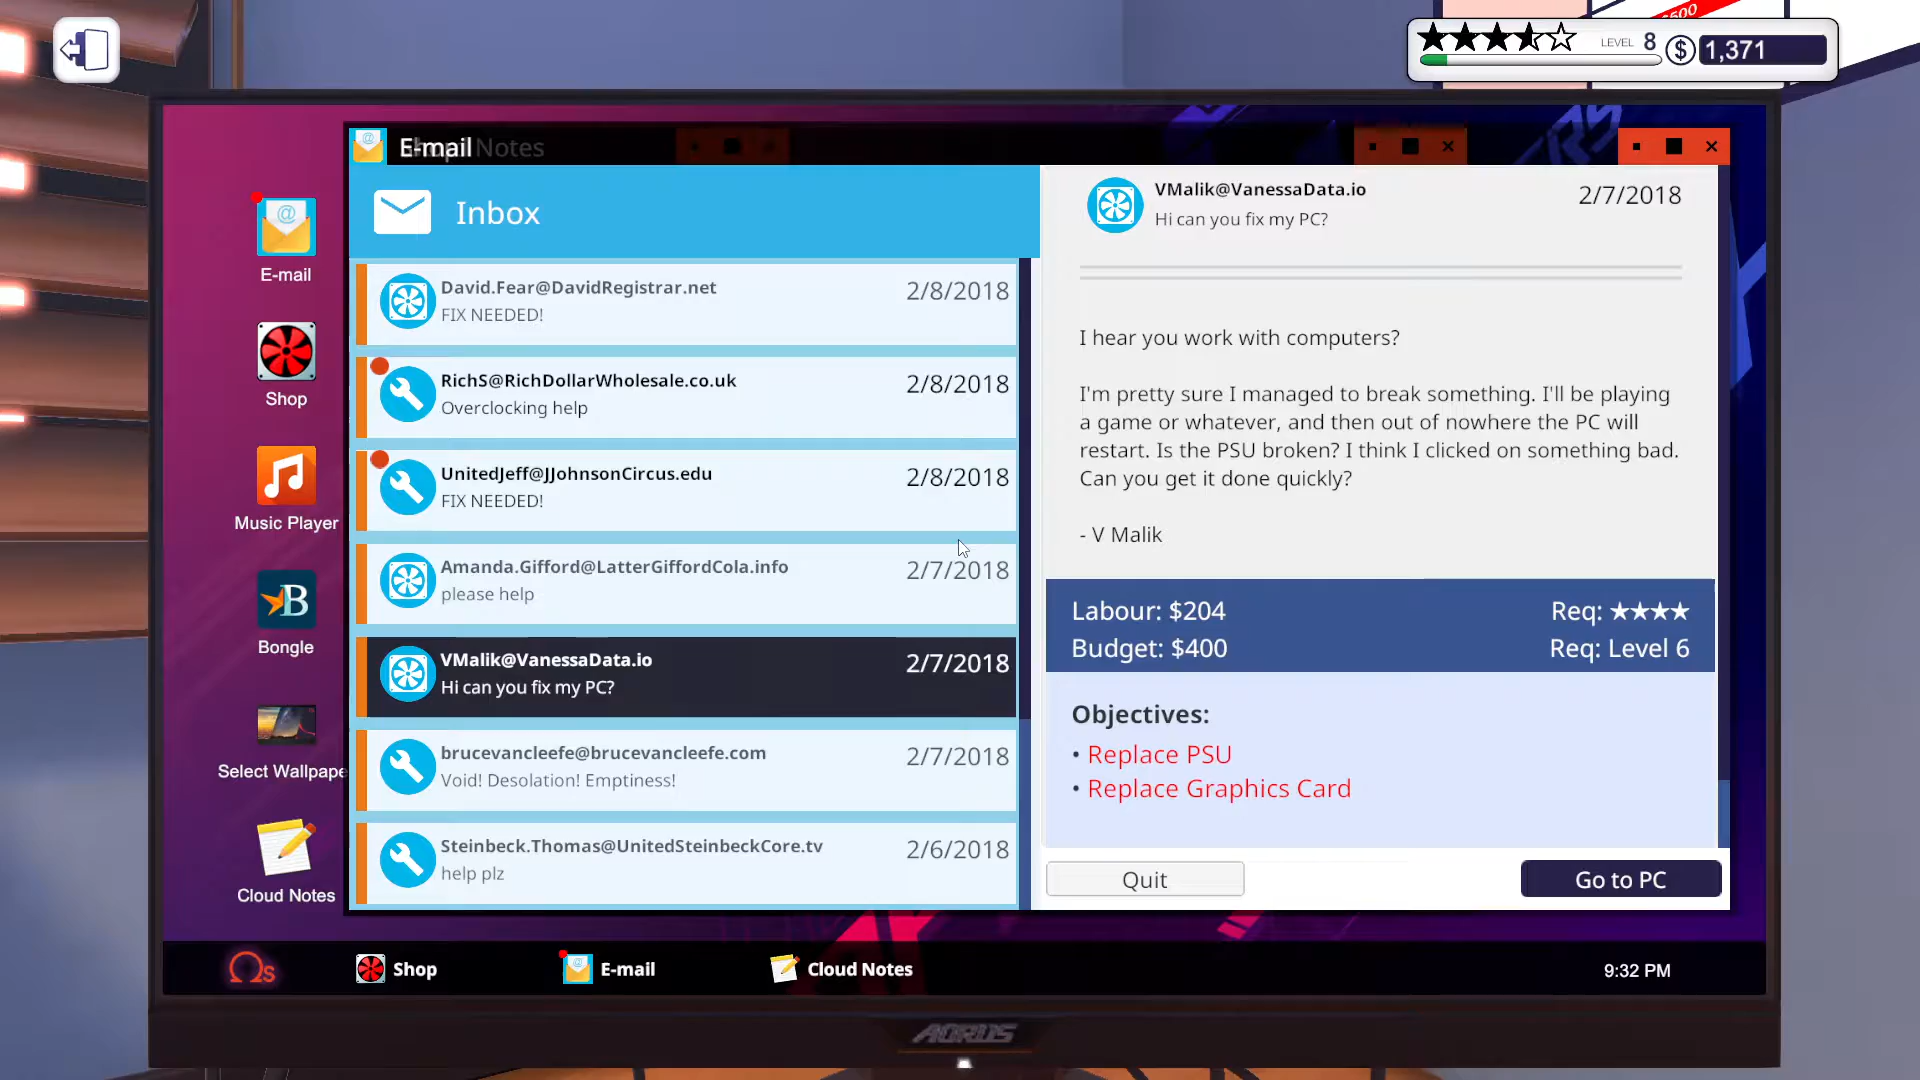 $500
LEVEL 8
$ 1,371
E-mail
Notes
E-mail
Shop
Music Player
Bongle
Select Wallpape
Cloud Notes
Inbox
David.Fear@DavidRegistrar.net
2/8/2018
FIX NEEDED!
RichS@RichDollarWholesale.co.uk
2/8/2018
Overclocking help
UnitedJeff@JJohnsonCircus.edu
2/8/2018
FIX NEEDED!
Amanda.Gifford@LatterGiffordCola.info
2/7/2018
please help
VMalik@VanessaData.io
2/7/2018
Hi can you fix my PC?
brucevancleefe@brucevancleefe.com
2/7/2018
Void! Desolation! Emptiness!
Steinbeck.Thomas@UnitedSteinbeckCore.tv
2/6/2018
help plz
VMalik@VanessaData.io
2/7/2018
Hi can you fix my PC?
I hear you work with computers?
I'm pretty sure I managed to break something. I'll be playing
a game or whatever, and then out of nowhere the PC will
restart. Is the PSU broken? I think I clicked on something bad.
Can you get it done quickly?
- V Malik
Labour: $204
Req: ★★★★
Budget: $400
Req: Level 6
Objectives:
• Replace PSU
• Replace Graphics Card
Quit
Go to PC
Ωs
Shop
E-mail
Cloud Notes
9:32 PM
AORUS